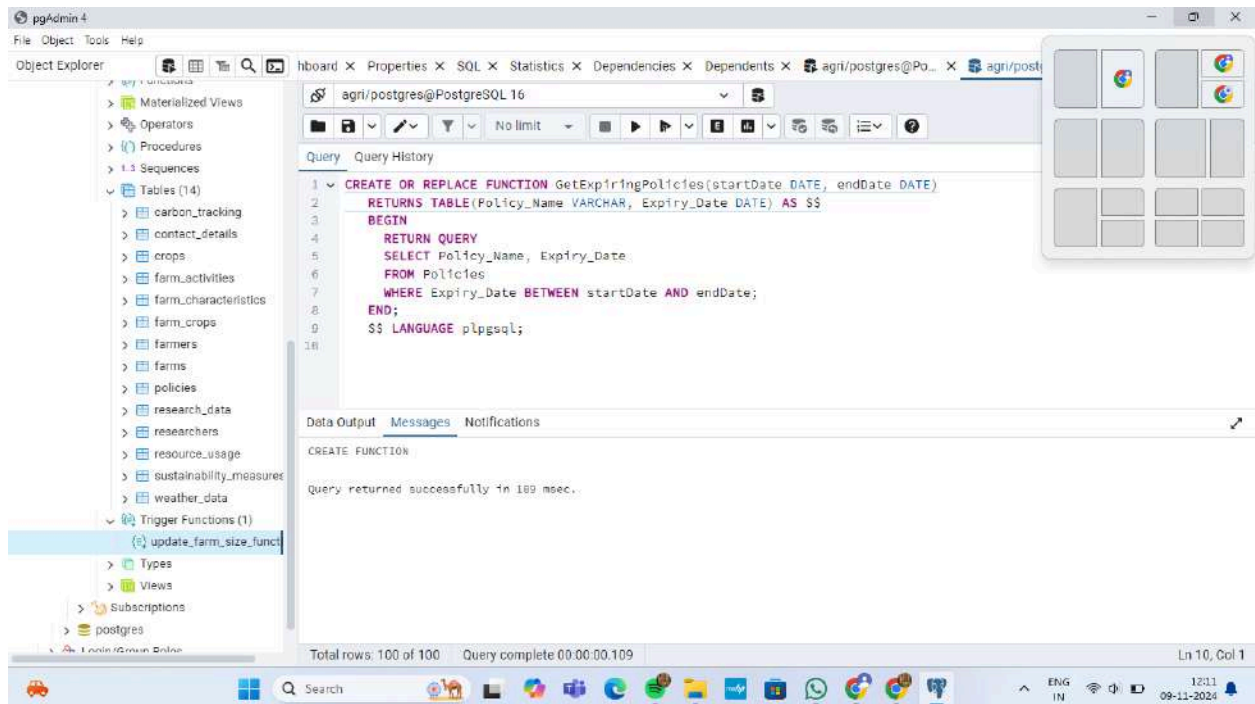 pgAdmin 4
File Object Tools Help
Object Explorer
hboard Properties SQL Statistics Dependencies Dependents agri/postgres@Po... agri/post
Materialized Views
Operators
Procedures
1..3 Sequences
Tables (14)
carbon_tracking
contact_details
crops
farm_activities
farm_characteristics
farm_crops
farmers
farms
policies
research_data
researchers
resource_usage
sustainability_measures
weather_data
Trigger Functions (1)
update_farm_size_funct
Types
Views
Subscriptions
postgres
agri/postgres@PostgreSQL 16
No limit
Query Query History
1 CREATE OR REPLACE FUNCTION GetExpiringPolicies(startDate DATE, endDate DATE)
2 RETURNS TABLE(Policy_Name VARCHAR, Expiry_Date DATE) AS $$
3 BEGIN
4 RETURN QUERY
5 SELECT Policy_Name, Expiry_Date
6 FROM Policies
7 WHERE Expiry_Date BETWEEN startDate AND endDate;
8 END;
9 $$ LANGUAGE plpgsql;
10
Data Output Messages Notifications
CREATE FUNCTION
Query returned successfully in 109 msec.
Total rows: 100 of 100 Query complete 00:00:00.109 Ln 10, Col 1
Search
ENG
IN
12:11
09-11-2024